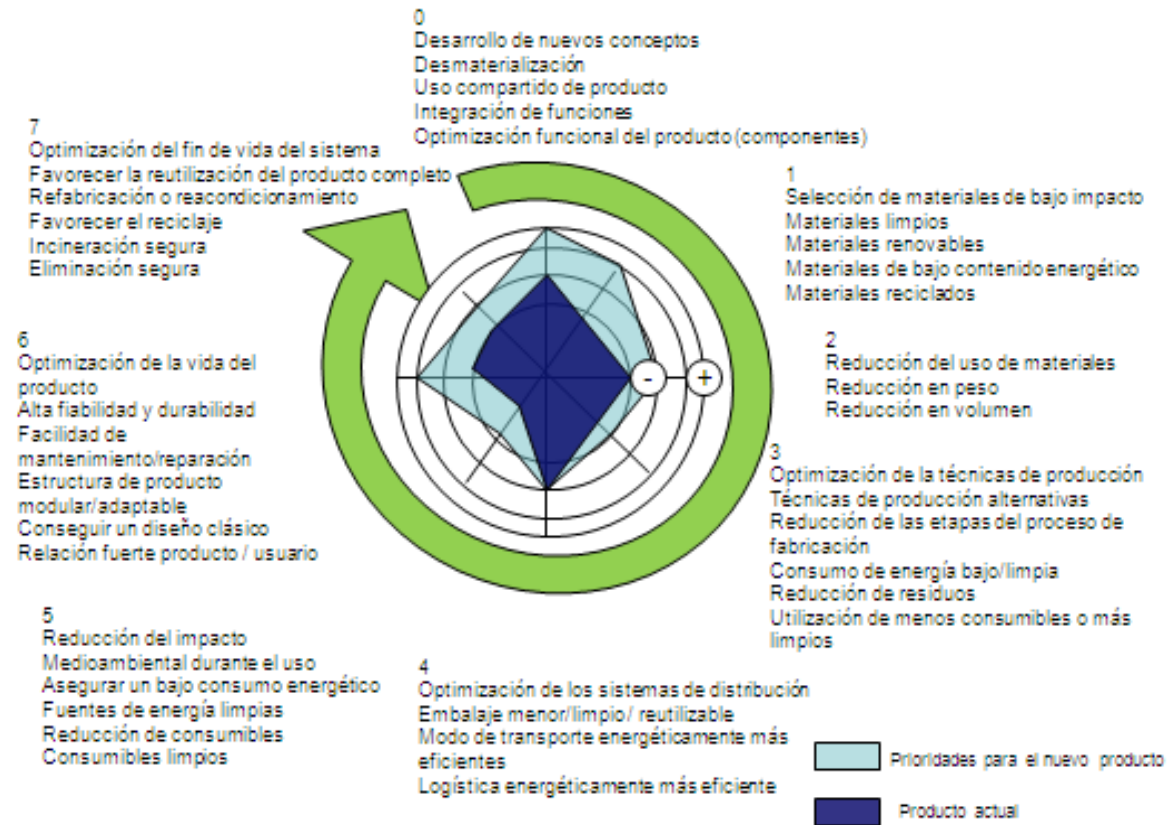 0
Desarrollo de nuevos conceptos
Desmaterialización
Uso compartido de producto
Integración de funciones
Optimización funcional del producto (componentes)
7
Optimización del fin de vida del sistema
Favorecer la reutilización del producto completo
Refabricación o reacondicionamiento
Favorecer el reciclaje
Incineración segura
Eliminación segura
1
Selección de materiales de bajo impacto
Materiales limpios
Materiales renovables
Materiales de bajo contenido energético
Materiales reciclados
6
Optimización de la vida del
producto
Alta fiabilidad y durabilidad
Facilidad de
mantenimiento/reparación
Estructura de producto
modular/adaptable
Conseguir un diseño clásico
Relación fuerte producto / usuario
- +
2
Reducción del uso de materiales
Reducción en peso
Reducción en volumen
3
Optimización de la técnicas de producción
Técnicas de producción alternativas
Reducción de las etapas del proceso de
fabricación
Consumo de energía bajo/limpia
Reducción de residuos
Utilización de menos consumibles o más
limpios
5
Reducción del impacto
Medioambiental durante el uso
Asegurar un bajo consumo energético
Fuentes de energía limpias
Reducción de consumibles
Consumibles limpios
4
Optimización de los sistemas de distribución
Embalaje menor/limpio/ reutilizable
Modo de transporte energéticamente más
eficientes
Logística energéticamente más eficiente
Prioridades para el nuevo producto
Producto actual